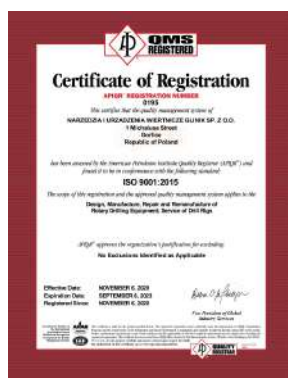 API
QMS
REGISTERED
Certificate of Registration
APIQR® REGISTRATION NUMBER
0195
This certifies that the quality management system of
NARZEDZIA I URZADZENIA WIERTNICZE GLINIK SP. Z O.O.
1 Michalusa Street
Gorlice
Republic of Poland
has been assessed by the American Petroleum Institute Quality Registrar (APIQR®) and
found it to be in conformance with the following standard:
ISO 9001:2015
The scope of this registration and the approved quality management system applies to the
Design, Manufacture, Repair and Remanufacture of
Rotary Drilling Equipment, Service of Drill Rigs
APIQR® approves the organization's justification for excluding:
No Exclusions Identified as Applicable
Effective Date: NOVEMBER 6, 2020
Expiration Date: SEPTEMBER 6, 2023
Registered Since: NOVEMBER 6, 2020
Vice President of Global
Industry Services
API
QUALITY
REGISTRAR